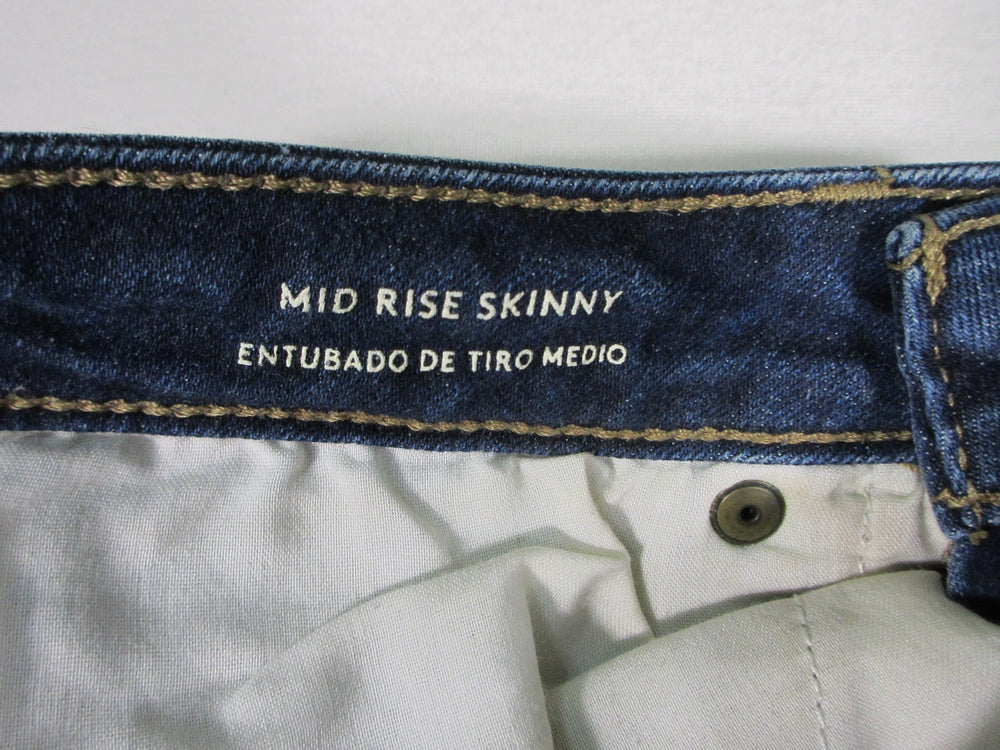 MID RISE SKINNY
ENTUBADO DE TIRO MEDIO